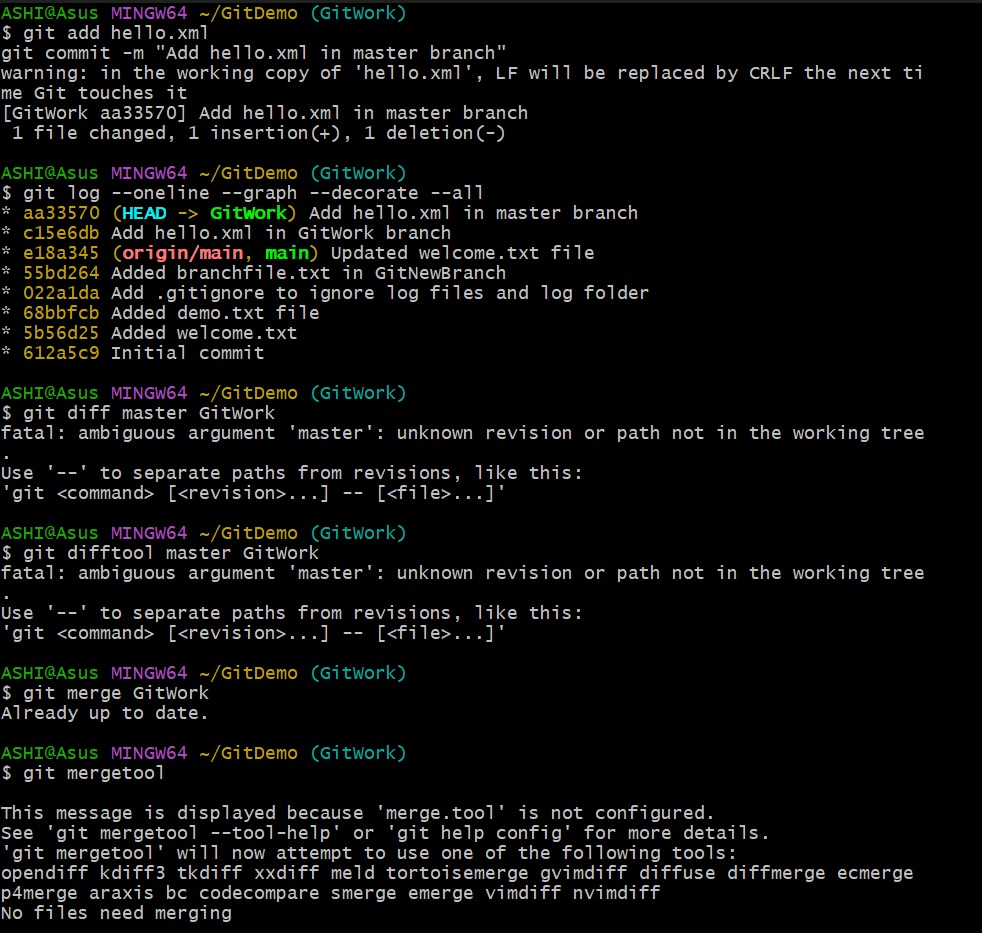 ASHI@Asus MINGW64 ~/GitDemo (GitWork)
$ git add hello.xml
git commit -m "Add hello.xml in master branch"
warning: in the working copy of 'hello.xml', LF will be replaced by CRLF the next ti
me Git touches it
[GitWork aa33570] Add hello.xml in master branch
 1 file changed, 1 insertion(+), 1 deletion(-)

ASHI@Asus MINGW64 ~/GitDemo (GitWork)
$ git log --oneline --graph --decorate --all
* aa33570 (HEAD -> GitWork) Add hello.xml in master branch
* c15e6db Add hello.xml in GitWork branch
* e18a345 (origin/main, main) Updated welcome.txt file
* 55bd264 Added branchfile.txt in GitNewBranch
* 022a1da Add .gitignore to ignore log files and log folder
* 68bbfcb Added demo.txt file
* 5b56d25 Added welcome.txt
* 612a5c9 Initial commit

ASHI@Asus MINGW64 ~/GitDemo (GitWork)
$ git diff master GitWork
fatal: ambiguous argument 'master': unknown revision or path not in the working tree
.
Use '--' to separate paths from revisions, like this:
'git <command> [<revision>...] -- [<file>...]'

ASHI@Asus MINGW64 ~/GitDemo (GitWork)
$ git difftool master GitWork
fatal: ambiguous argument 'master': unknown revision or path not in the working tree
.
Use '--' to separate paths from revisions, like this:
'git <command> [<revision>...] -- [<file>...]'

ASHI@Asus MINGW64 ~/GitDemo (GitWork)
$ git merge GitWork
Already up to date.

ASHI@Asus MINGW64 ~/GitDemo (GitWork)
$ git mergetool

This message is displayed because 'merge.tool' is not configured.
See 'git mergetool --tool-help' or 'git help config' for more details.
'git mergetool' will now attempt to use one of the following tools:
opendiff kdiff3 tkdiff xxdiff meld tortoisemerge gvimdiff diffuse diffmerge ecmerge
p4merge araxis bc codecompare smerge emerge vimdiff nvimdiff
No files need merging